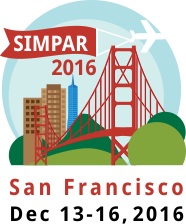 SIMPAR
2016
San Francisco
Dec 13-16, 2016